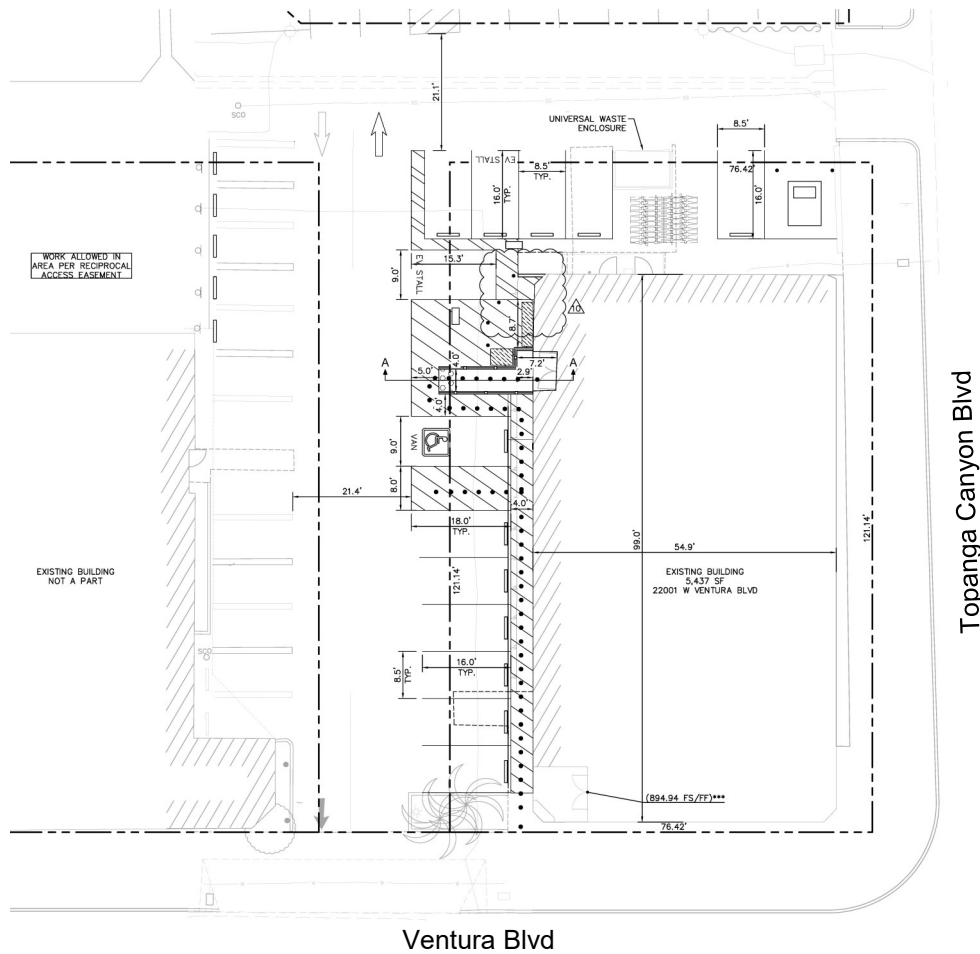 21.1'
SCO
UNIVERSAL WASTE
ENCLOSURE
8.5'
EV STALL
8.5'
TYP.
16.0'
TYP.
76.42'
16.0'
WORK ALLOWED IN
AREA PER RECIPROCAL
ACCESS EASEMENT
EV STALL
9.0'
15.3'
10
8.7'
7.2'
A
A
5.0'
4.0'
2.9'
4.0'
9.0'
VAN
8.0'
4.0'
21.4'
18.0'
TYP.
99.0'
54.9'
121.14'
121.14'
EXISTING BUILDING
NOT A PART
EXISTING BUILDING
5,437 SF
22001 W VENTURA BLVD
Topanga Canyon Blvd
SCO
16.0'
TYP.
8.5'
TYP.
(894.94 FS/FF)***
76.42'
Ventura Blvd